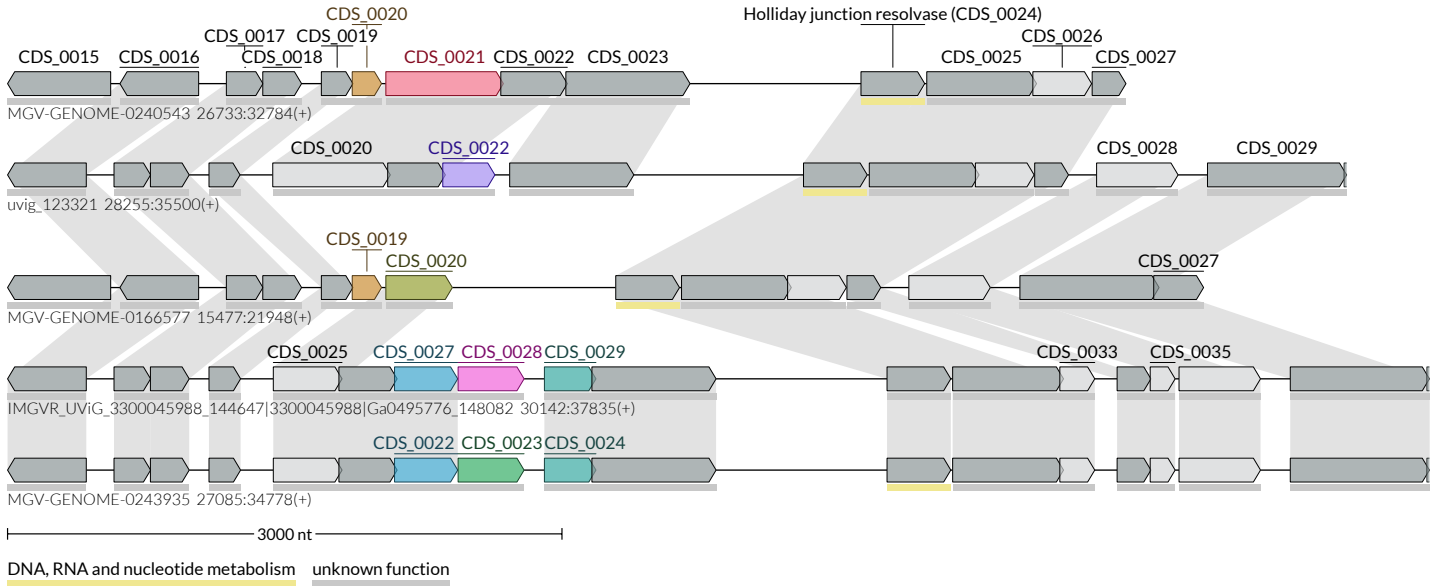 CDS_0020
Holliday junction resolvase (CDS_0024)
CDS_0017 CDS_0019 CDS_0026
CDS_0015 CDS_0016 CDS_0018 CDS_0021 CDS_0022 CDS_0023 CDS_0025 CDS_0027
MGV-GENOME-0240543 26733:32784(+)
CDS_0020 CDS_0022 CDS_0028 CDS_0029
uvig_123321 28255:35500(+)
CDS_0019
CDS_0020 CDS_0027
MGV-GENOME-0166577 15477:21948(+)
CDS_0025 CDS_0027 CDS_0028 CDS_0029 CDS_0033 CDS_0035
IMGVR_UViG_3300045988_144647|3300045988|Ga0495776_148082 30142:37835(+)
CDS_0022 CDS_0023 CDS_0024
MGV-GENOME-0243935 27085:34778(+)
3000 nt
DNA, RNA and nucleotide metabolism unknown function